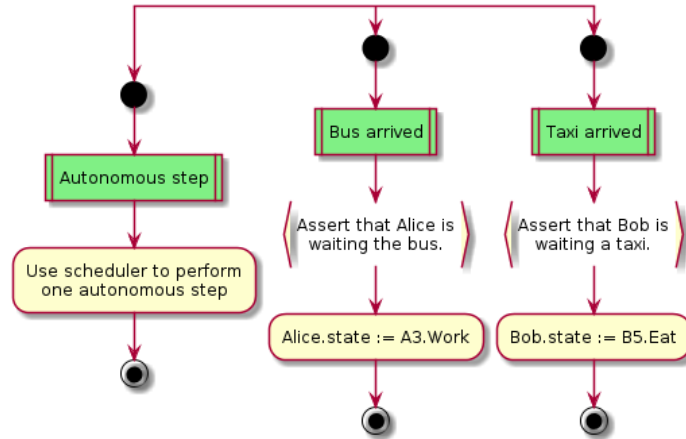 Autonomous step
Use scheduler to perform
one autonomous step
Bus arrived
Assert that Alice is
waiting the bus.
Alice.state := A3.Work
Taxi arrived
Assert that Bob is
waiting a taxi.
Bob.state := B5.Eat